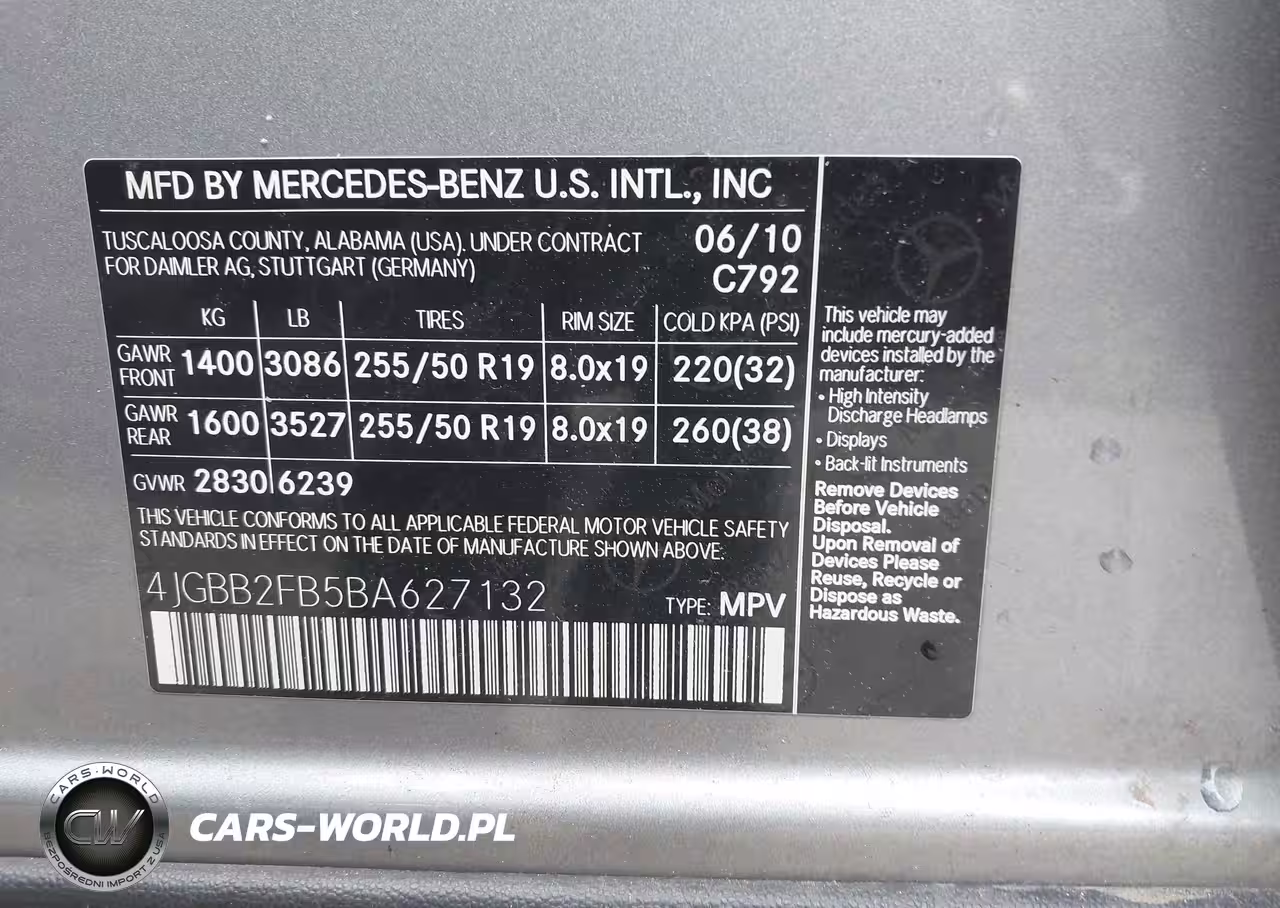 MFD BY MERCEDES-BENZ U.S. INTL., INC
TUSCALOOSA COUNTY, ALABAMA (USA). UNDER CONTRACT
FOR DAIMLER AG, STUTTGART (GERMANY)
06/10
C792
KG LB TIRES RIM SIZE COLD KPA (PSI)
GAWR FRONT 1400 3086 255/50 R19 8.0x19 220(32)
GAWR REAR 1600 3527 255/50 R19 8.0x19 260(38)
GVWR 2830 6239
THIS VEHICLE CONFORMS TO ALL APPLICABLE FEDERAL MOTOR VEHICLE SAFETY
STANDARDS IN EFFECT ON THE DATE OF MANUFACTURE SHOWN ABOVE.
4JGBB2FB5BA627132
TYPE: MPV
This vehicle may
include mercury-added
devices installed by the
manufacturer:
• High Intensity
Discharge Headlamps
• Displays
• Back-lit Instruments
Remove Devices
Before Vehicle
Disposal.
Upon Removal of
Devices Please
Reuse, Recycle or
Dispose as
Hazardous Waste.
CARS-WORLD
CW
BEZPOŚREDNI IMPORT Z USA
CARS-WORLD.PL